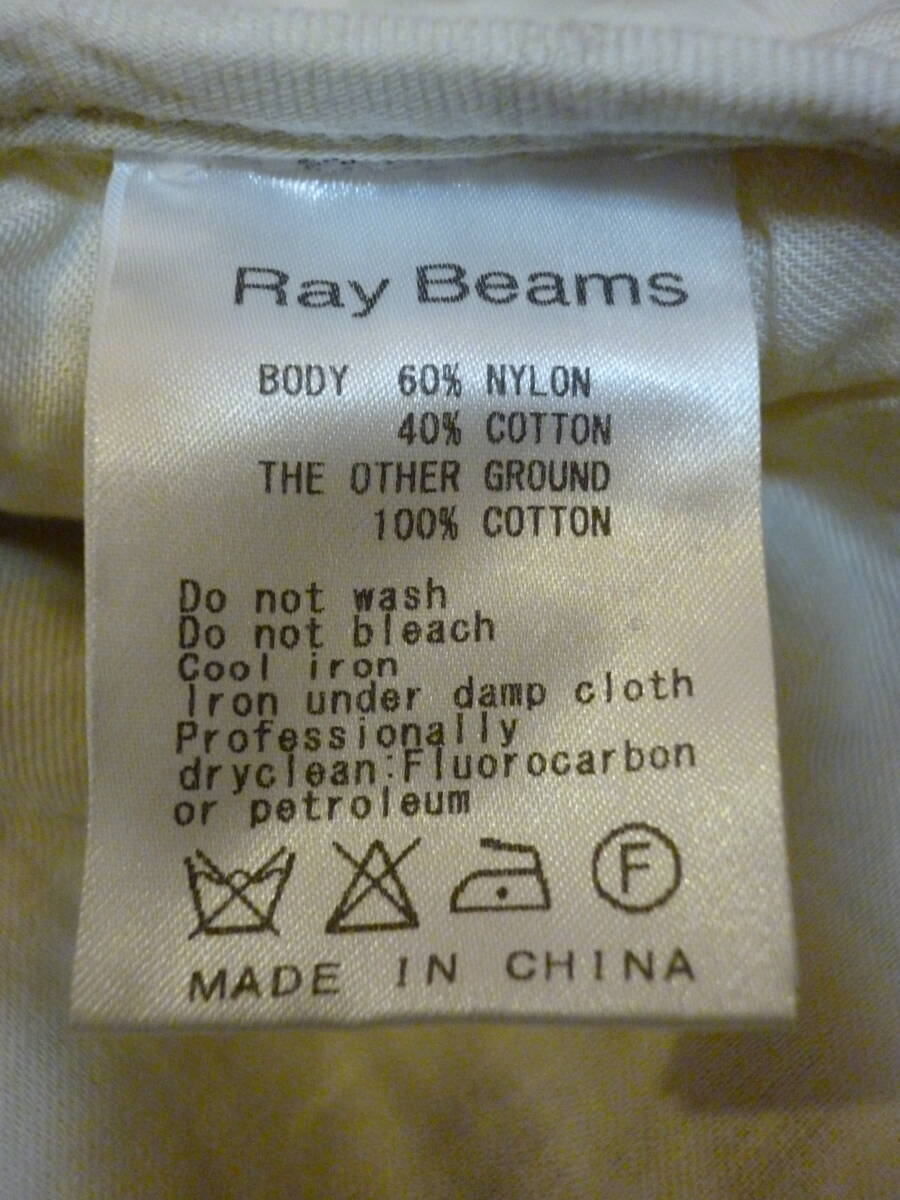 Ray Beams
BODY 60% NYLON
40% COTTON
THE OTHER GROUND
100% COTTON
Do not wash
Do not bleach
Cool iron
Iron under damp cloth
Professionally
dryclean:Fluorocarbon
or petroleum
F
MADE IN CHINA